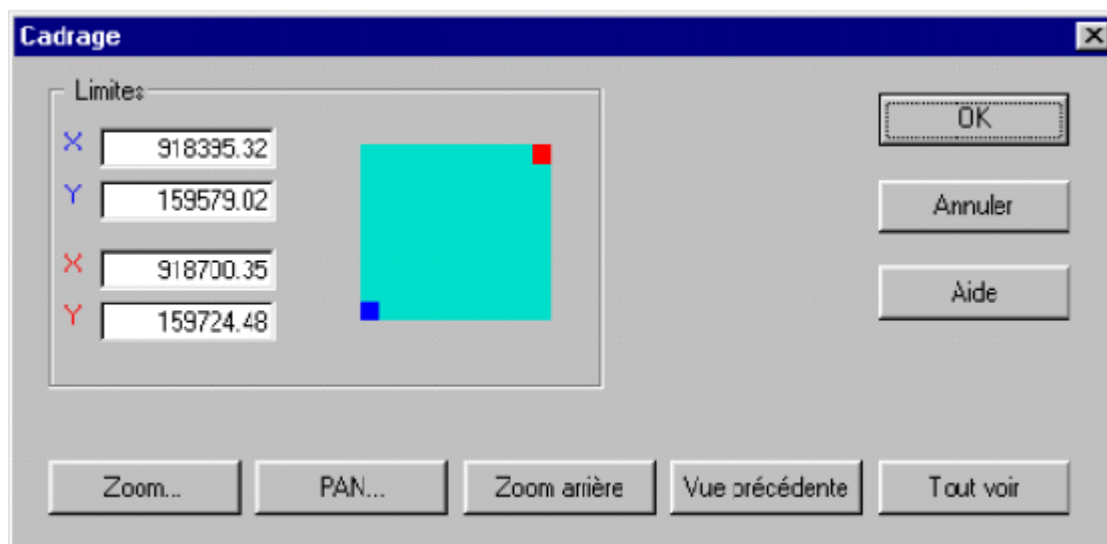 Cadrage
Limites
X 918395.32
Y 159579.02
X 918700.35
Y 159724.48
OK
Annuler
Aide
Zoom... PAN... Zoom arrière Vue précédente Tout voir